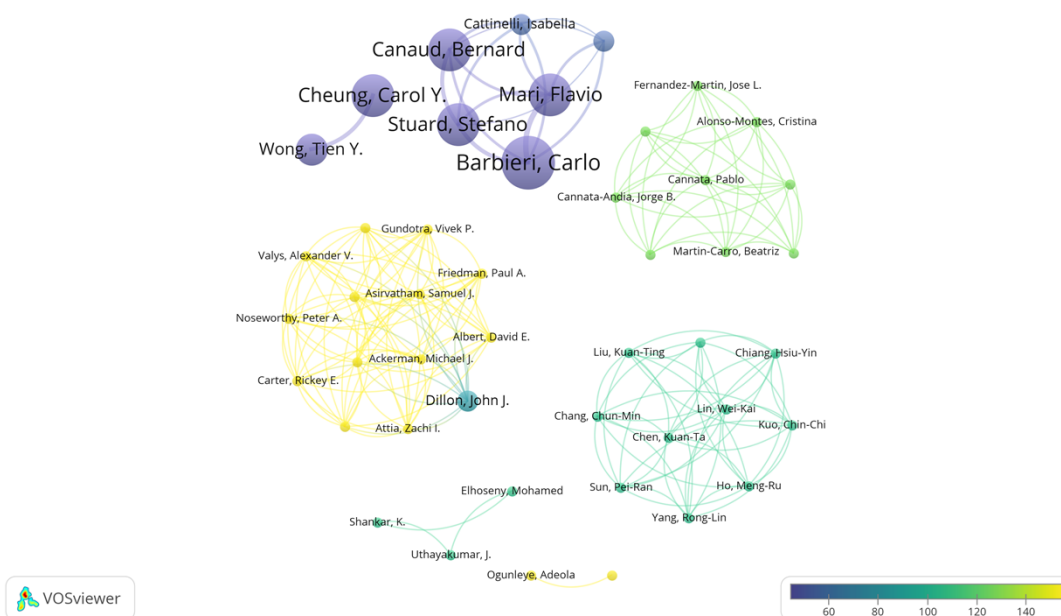 Cattinelli, Isabella
Canaud, Bernard
Cheung, Carol Y.
Mari, Flavio
Stuard, Stefano
Wong, Tien Y.
Barbieri, Carlo
Fernandez-Martin, Jose L.
Alonso-Montes, Cristina
Cannata, Pablo
Cannata-Andia, Jorge B.
Martin-Carro, Beatriz
Gundotra, Vivek P.
Valys, Alexander V.
Friedman, Paul A.
Asirvatham, Samuel J.
Noseworthy, Peter A.
Albert, David E.
Ackerman, Michael J.
Carter, Rickey E.
Dillon, John J.
Attia, Zachi I.
Liu, Kuan-Ting
Chiang, Hsiu-Yin
Chang, Chun-Min
Lin, Wei-Kai
Kuo, Chin-Chi
Chen, Kuan-Ta
Sun, Pei-Ran
Ho, Meng-Ru
Yang, Rong-Lin
Elhoseny, Mohamed
Shankar, K.
Uthayakumar, J.
Ogunleye, Adeola
VOSviewer
60 80 100 120 140